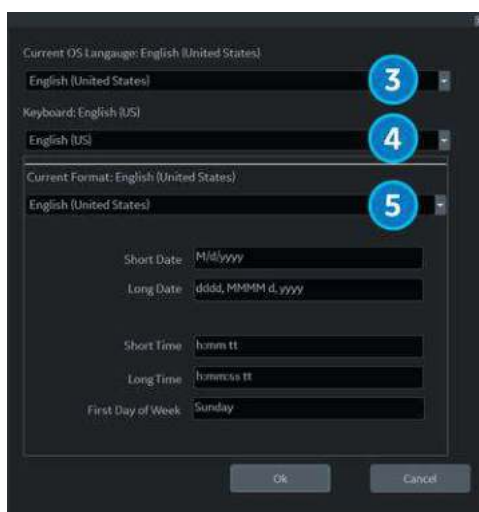 Current OS Langauge: English (United States)
English (United States)
3
Keyboard: English (US)
English (US)
4
Current Format: English (United States)
English (United States)
5
Short Date M/d/yyyy
Long Date dddd, MMMM d, yyyy
Short Time h:mm tt
Long Time h:mm:ss tt
First Day of Week Sunday
Ok Cancel